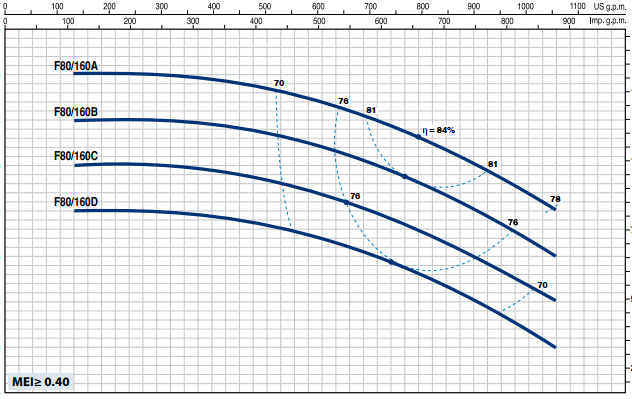 0 100 200 300 400 500 600 700 800 900 1000 1100 US g.p.m.
0 100 200 300 400 500 600 700 800 900 Imp. g.p.m.
F80/160A
70
76
81
η = 84%
F80/160B
F80/160C
81
76
78
F80/160D
76
70
MEI≥ 0.40